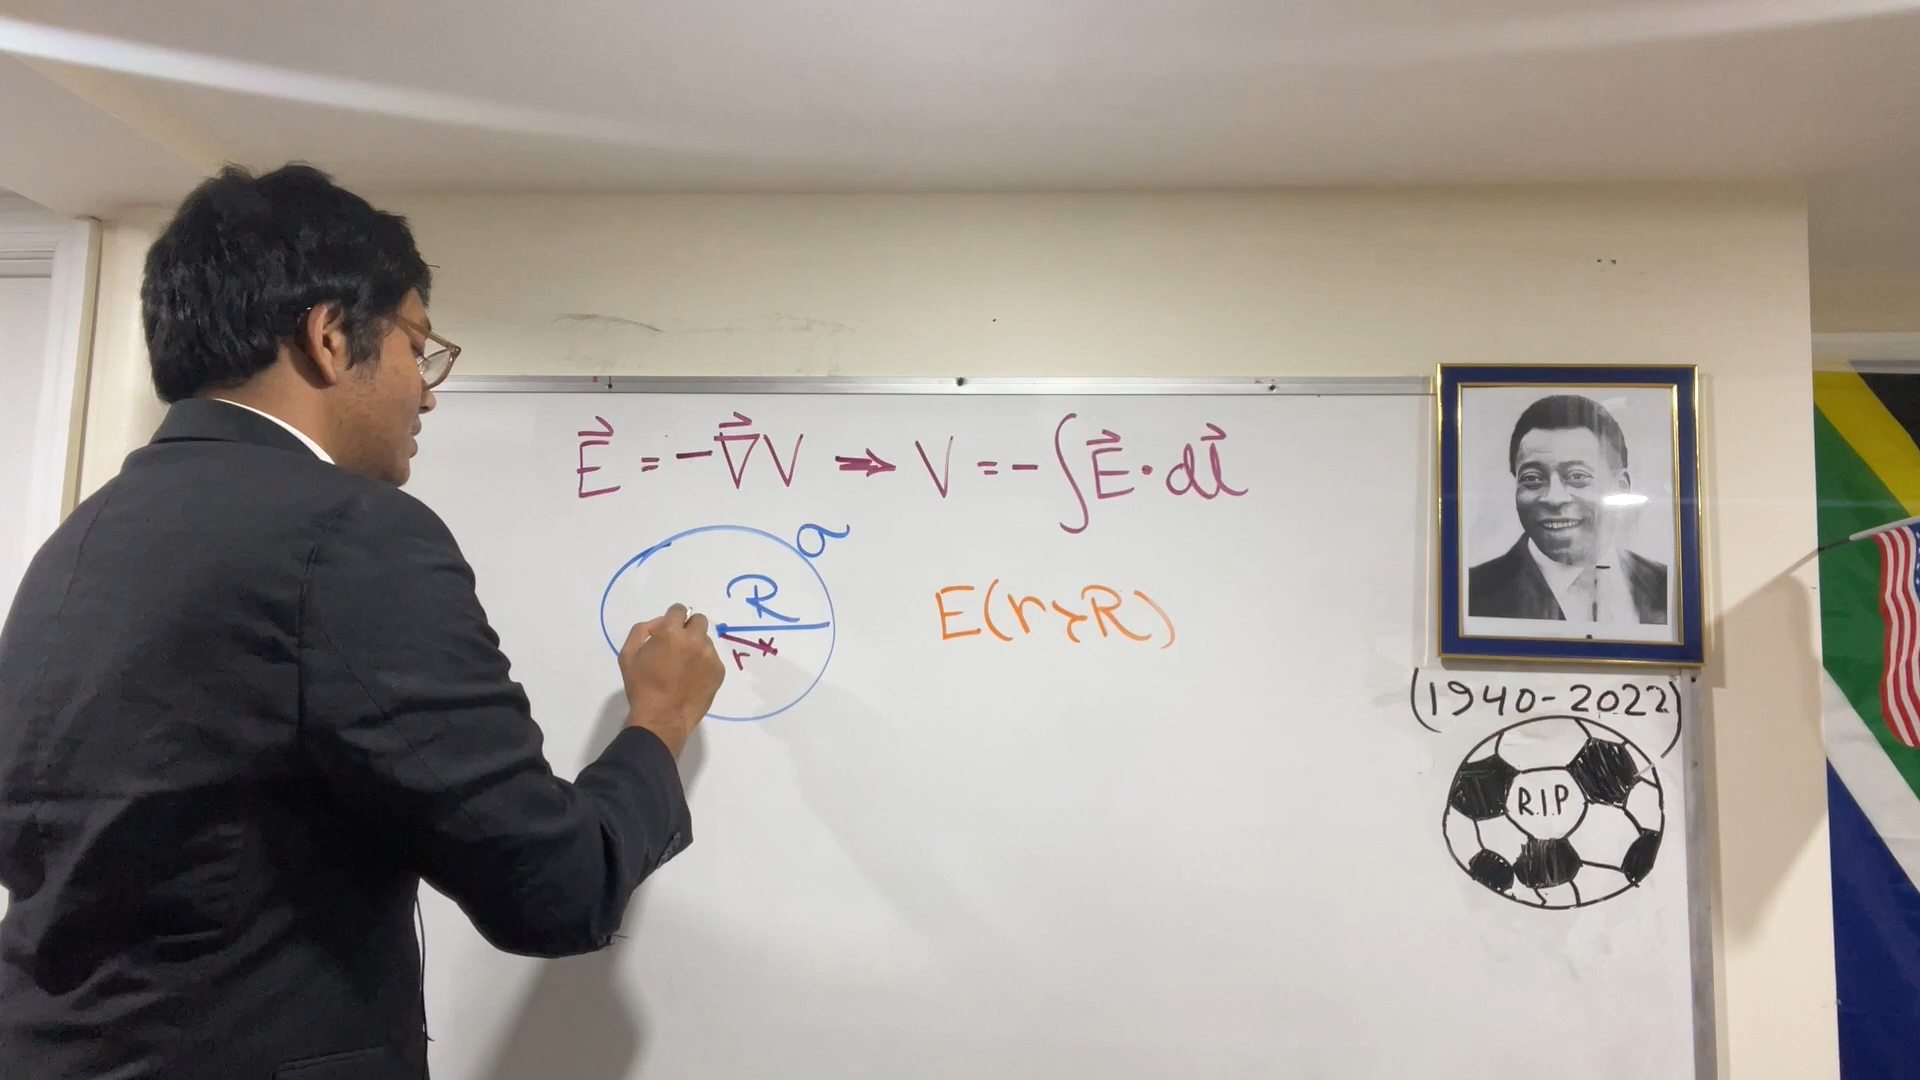 E⃗ = -∇⃗V → V = -∫E⃗·dl⃗
σ
R
r
E(r>R)
(1940-2022)
R.I.P